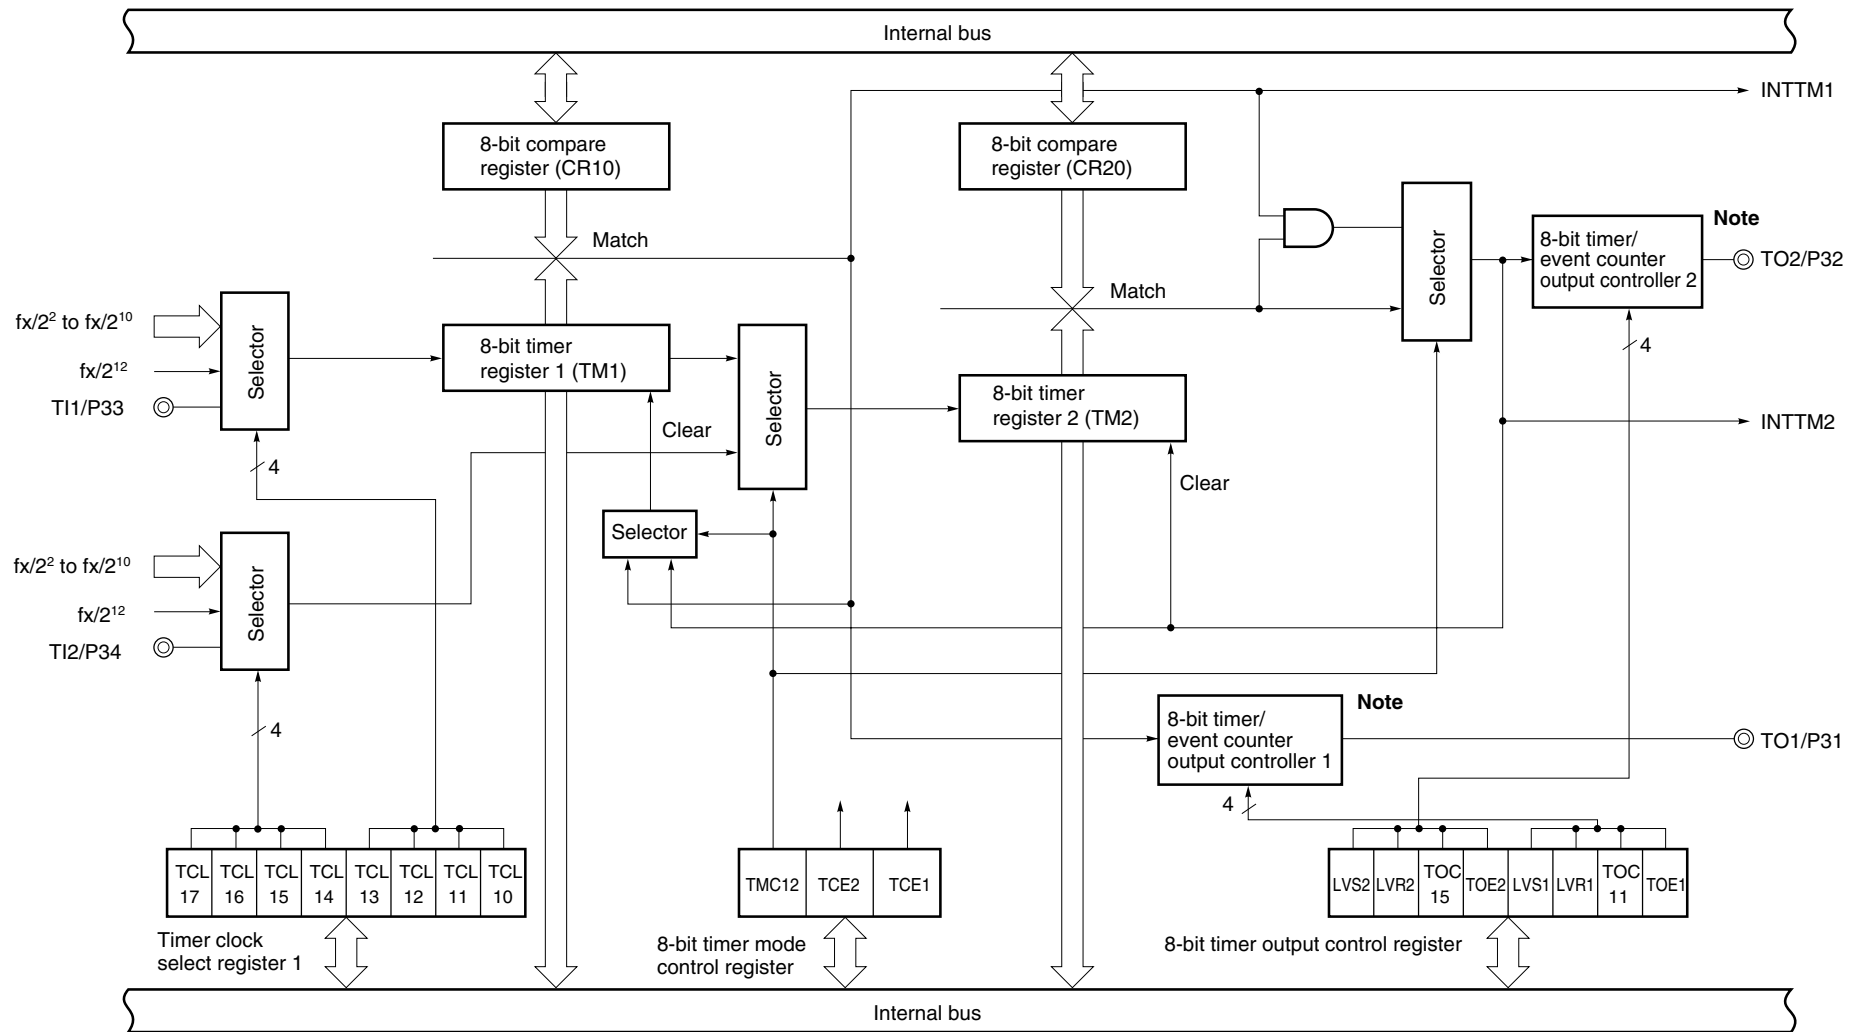 Internal bus
INTTM1
8-bit compare
register (CR10)
8-bit compare
register (CR20)
Match
Selector
Note
8-bit timer/
event counter
output controller 2
TO2/P32
Match
fx/2² to fx/2¹⁰
fx/2¹²
TI1/P33
Selector
8-bit timer
register 1 (TM1)
Selector
8-bit timer
register 2 (TM2)
4
INTTM2
Clear
4
Clear
Selector
fx/2² to fx/2¹⁰
fx/2¹²
TI2/P34
Selector
4
Note
8-bit timer/
event counter
output controller 1
TO1/P31
4
TCL
17
TCL
16
TCL
15
TCL
14
TCL
13
TCL
12
TCL
11
TCL
10
TMC12
TCE2
TCE1
LVS2
LVR2
TOC
15
TOE2
LVS1
LVR1
TOC
11
TOE1
Timer clock
select register 1
8-bit timer mode
control register
8-bit timer output control register
Internal bus